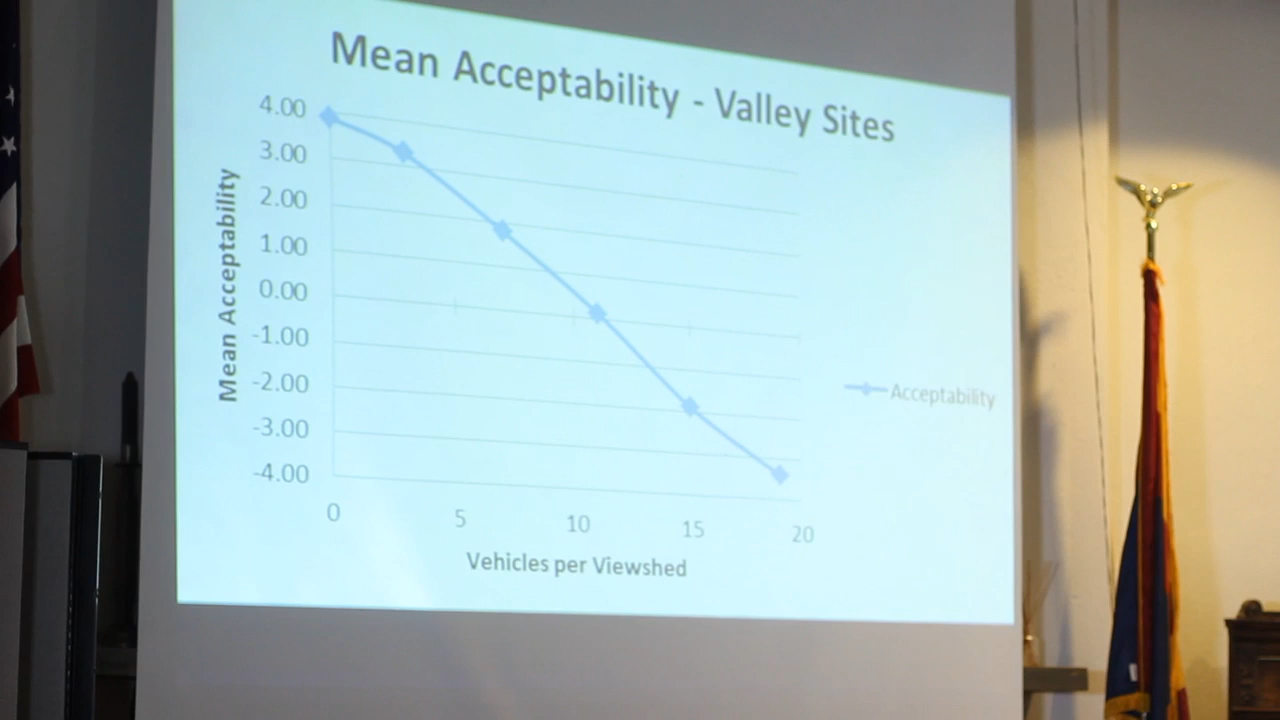 Mean Acceptability - Valley Sites
Mean Acceptability
4.00
3.00
2.00
1.00
0.00
-1.00
-2.00
-3.00
-4.00
0 5 10 15 20
Vehicles per Viewshed
Acceptability